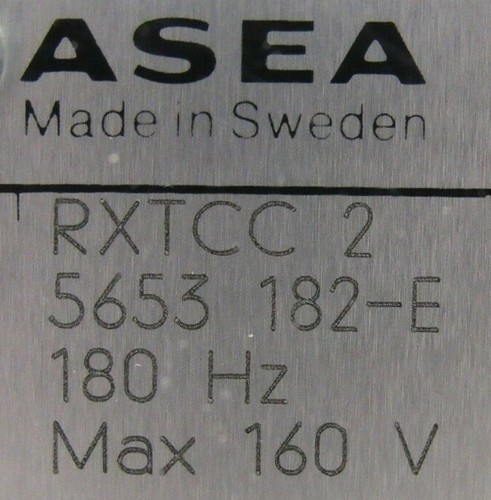 ASEA
Made in Sweden
RXTCC 2
5653 182-E
180 Hz
Max 160 V